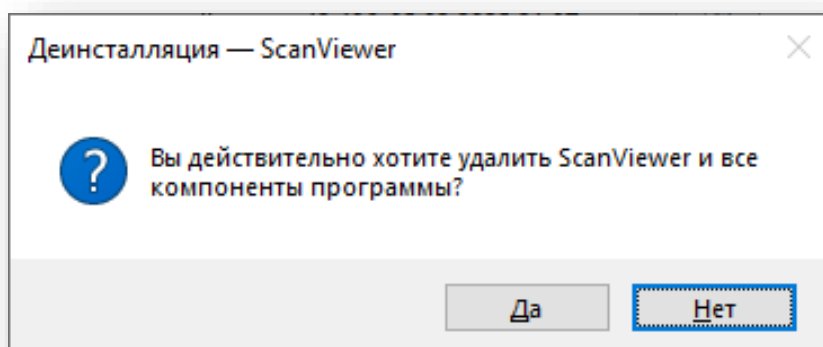 Деинсталляция — ScanViewer
Вы действительно хотите удалить ScanViewer и все
компоненты программы?
Да
Нет